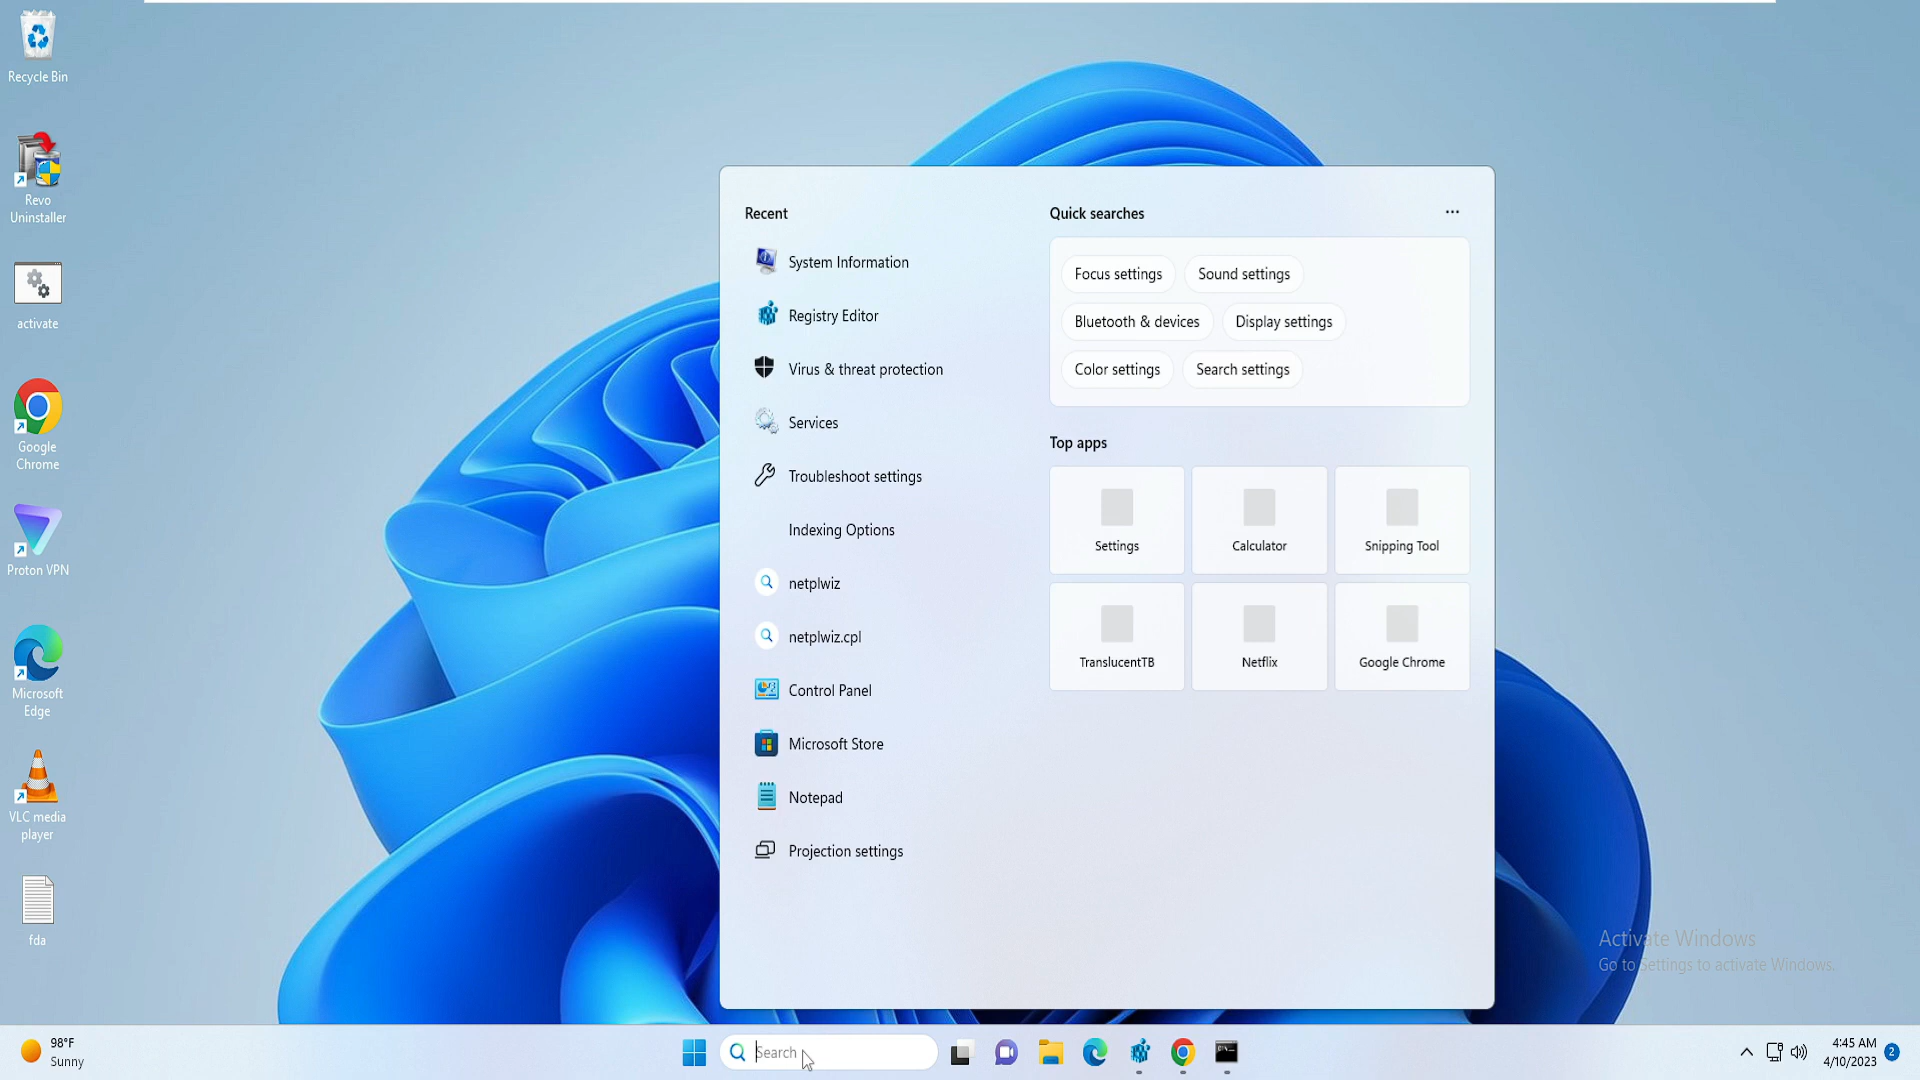 Recycle Bin
Revo
Uninstaller
activate
Google
Chrome
Proton VPN
Microsoft
Edge
VLC media
player
fda
Recent
System Information
Registry Editor
Virus & threat protection
Services
Troubleshoot settings
Indexing Options
netplwiz
netplwiz.cpl
Control Panel
Microsoft Store
Notepad
Projection settings
Quick searches
Focus settings
Sound settings
Bluetooth & devices
Display settings
Color settings
Search settings
Top apps
Settings
Calculator
Snipping Tool
TranslucentTB
Netflix
Google Chrome
Activate Windows
Go to Settings to activate Windows.
98°F
Sunny
Search
4:45 AM
4/10/2023
2